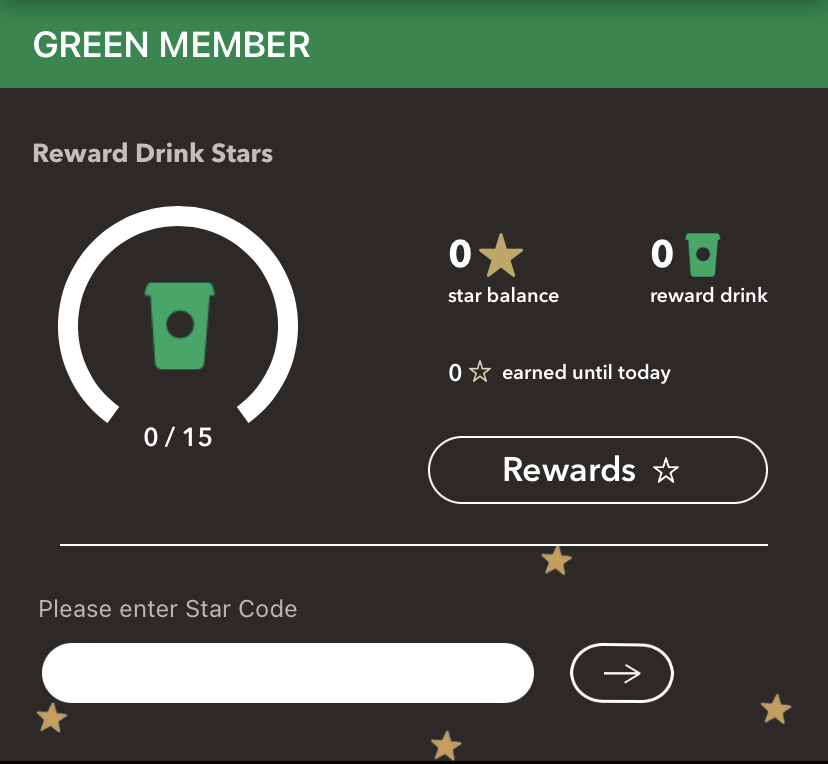 GREEN MEMBER
Reward Drink Stars
0 / 15
0
star balance
0
reward drink
0 earned until today
Rewards
Please enter Star Code